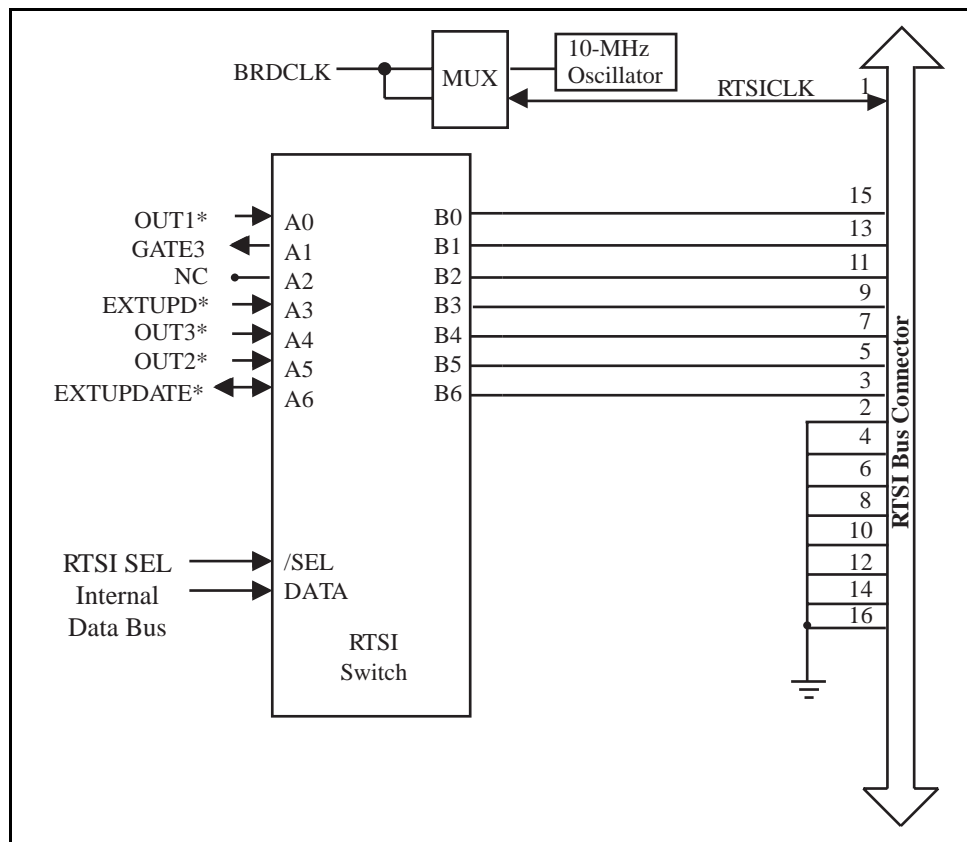 BRDCLK
MUX
10-MHz
Oscillator
RTSICLK
1
OUT1*
A0
B0
15
GATE3
A1
B1
13
NC
A2
B2
11
EXTUPD*
A3
B3
9
OUT3*
A4
B4
7
OUT2*
A5
B5
5
EXTUPDATE*
A6
B6
3
2
4
6
8
10
12
14
16
RTSI Bus Connector
RTSI SEL
/SEL
Internal
Data Bus
DATA
RTSI
Switch